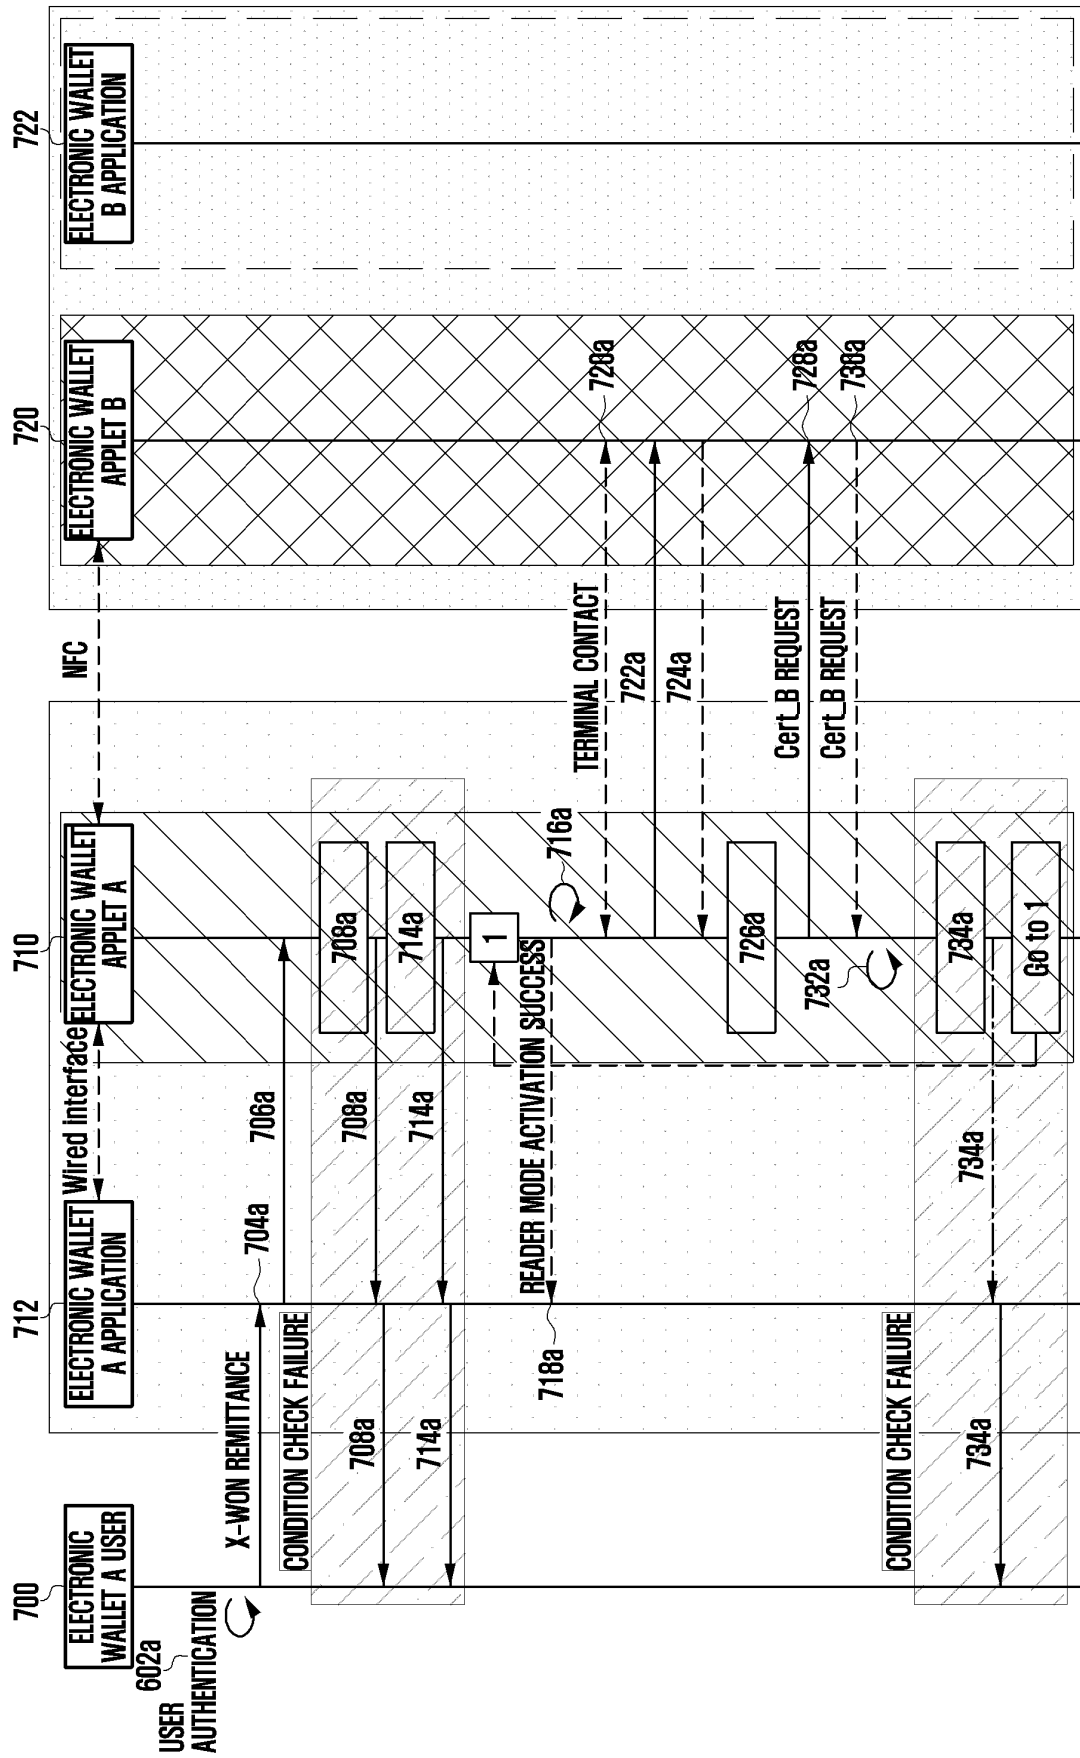 700
ELECTRONIC
WALLET A USER
712
ELECTRONIC WALLET
A APPLICATION
Wired interface
710
ELECTRONIC WALLET
APPLET A
NFC
720
ELECTRONIC WALLET
APPLET B
722
ELECTRONIC WALLET
B APPLICATION
602a
USER
AUTHENTICATION
X-WON REMITTANCE
704a
706a
CONDITION CHECK FAILURE
708a
708a
708a
714a
714a
714a
1
READER MODE ACTIVATION SUCCESS
716a
718a
TERMINAL CONTACT
728a
722a
724a
726a
Cert_B REQUEST
728a
Cert_B REQUEST
730a
732a
CONDITION CHECK FAILURE
734a
734a
734a
Go to 1